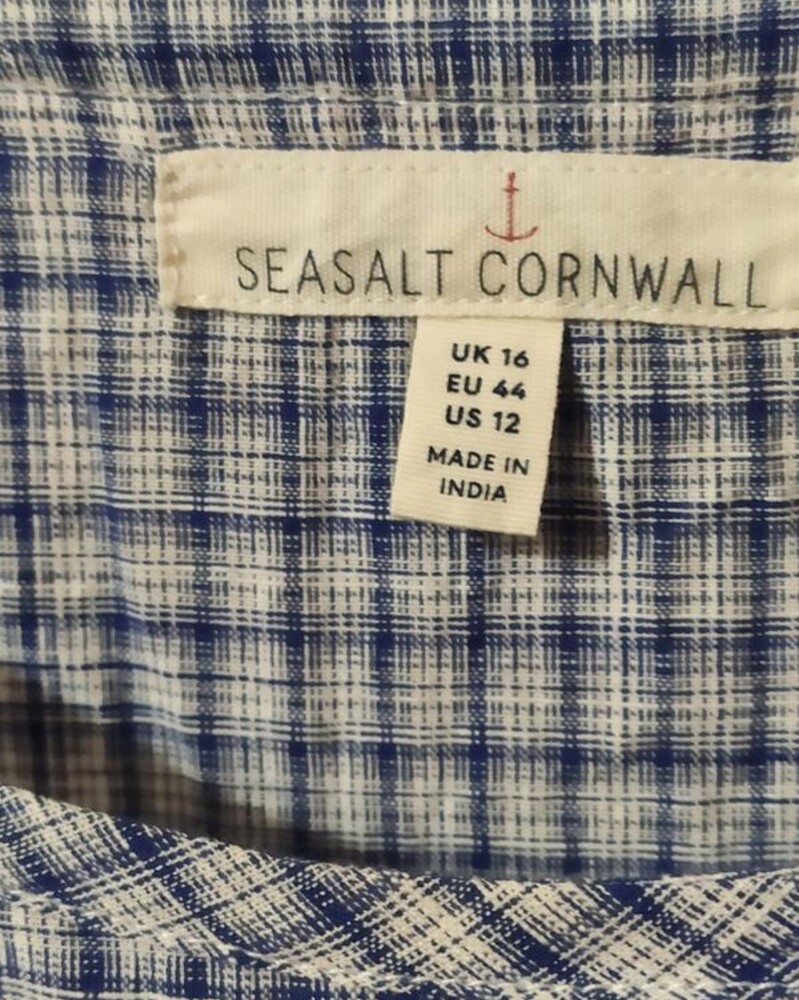 SEASALT CORNWALL
UK 16
EU 44
US 12
MADE IN
INDIA